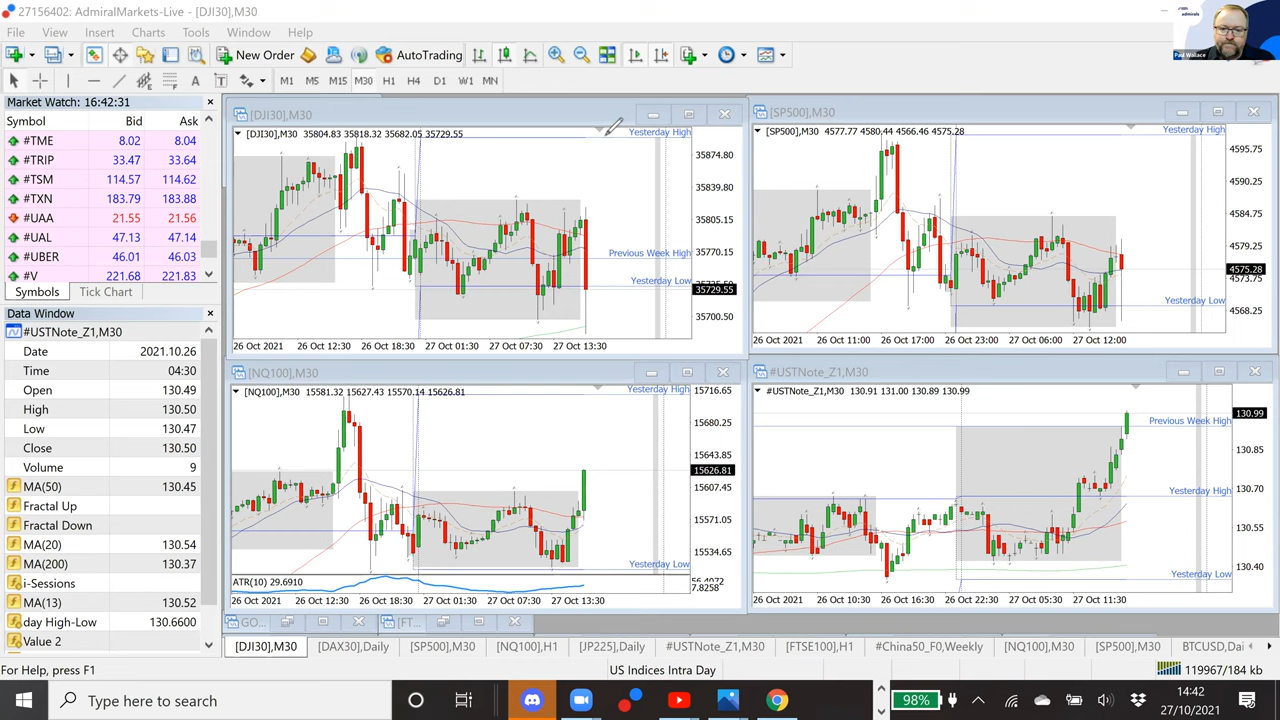 27156402: AdmiralMarkets-Live - [DJI30],M30
File View Insert Charts Tools Window Help
New Order AutoTrading
M1 M5 M15 M30 H1 H4 D1 W1 MN
admirals
Paul Wallace
Market Watch: 16:42:31
Symbol Bid Ask
#TME 8.02 8.04
#TRIP 33.47 33.64
#TSM 114.57 114.62
#TXN 183.79 183.88
#UAA 21.55 21.56
#UAL 47.13 47.14
#UBER 46.01 46.03
#V 221.68 221.83
Symbols Tick Chart
Data Window
#USTNote_Z1,M30
Date 2021.10.26
Time 04:30
Open 130.49
High 130.50
Low 130.47
Close 130.50
Volume 9
MA(50) 130.45
Fractal Up
Fractal Down
MA(20) 130.54
MA(200) 130.37
i-Sessions
MA(13) 130.52
day High-Low 130.6600
Value 2
[DJI30],M30
[DJI30],M30 35804.83 35818.32 35682.05 35729.55
Yesterday High
35874.80
35839.80
35805.15
35770.15
Previous Week High
Yesterday Low
35729.55
35700.50
26 Oct 2021 26 Oct 12:30 26 Oct 18:30 27 Oct 01:30 27 Oct 07:30 27 Oct 13:30
[SP500],M30
[SP500],M30 4577.77 4580.44 4566.46 4575.28
Yesterday High
4595.75
4590.25
4584.75
4579.25
4575.28
4573.75
Yesterday Low
4568.25
26 Oct 2021 26 Oct 11:00 26 Oct 17:00 26 Oct 23:00 27 Oct 06:00 27 Oct 12:00
[NQ100],M30
[NQ100],M30 15581.32 15627.43 15570.14 15626.81
Yesterday High
15716.65
15680.25
15643.85
15626.81
15607.45
15571.05
15534.65
Yesterday Low
ATR(10) 29.6910
56.4072
7.8258
26 Oct 2021 26 Oct 12:30 26 Oct 18:30 27 Oct 01:30 27 Oct 07:30 27 Oct 13:30
#USTNote_Z1,M30
#USTNote_Z1,M30 130.91 131.00 130.89 130.99
130.99
Previous Week High
130.85
Yesterday High
130.70
130.55
Yesterday Low
130.40
26 Oct 2021 26 Oct 10:30 26 Oct 16:30 26 Oct 22:30 27 Oct 05:30 27 Oct 11:30
GO... [FT...
[DJI30],M30 [DAX30],Daily [SP500],M30 [NQ100],H1 [JP225],Daily #USTNote_Z1,M30 [FTSE100],H1 #China50_F0,Weekly [NQ100],M30 [SP500],M30 BTCUSD,Dai
For Help, press F1 US Indices Intra Day 119967/184 kb
Type here to search
98%
14:42
27/10/2021